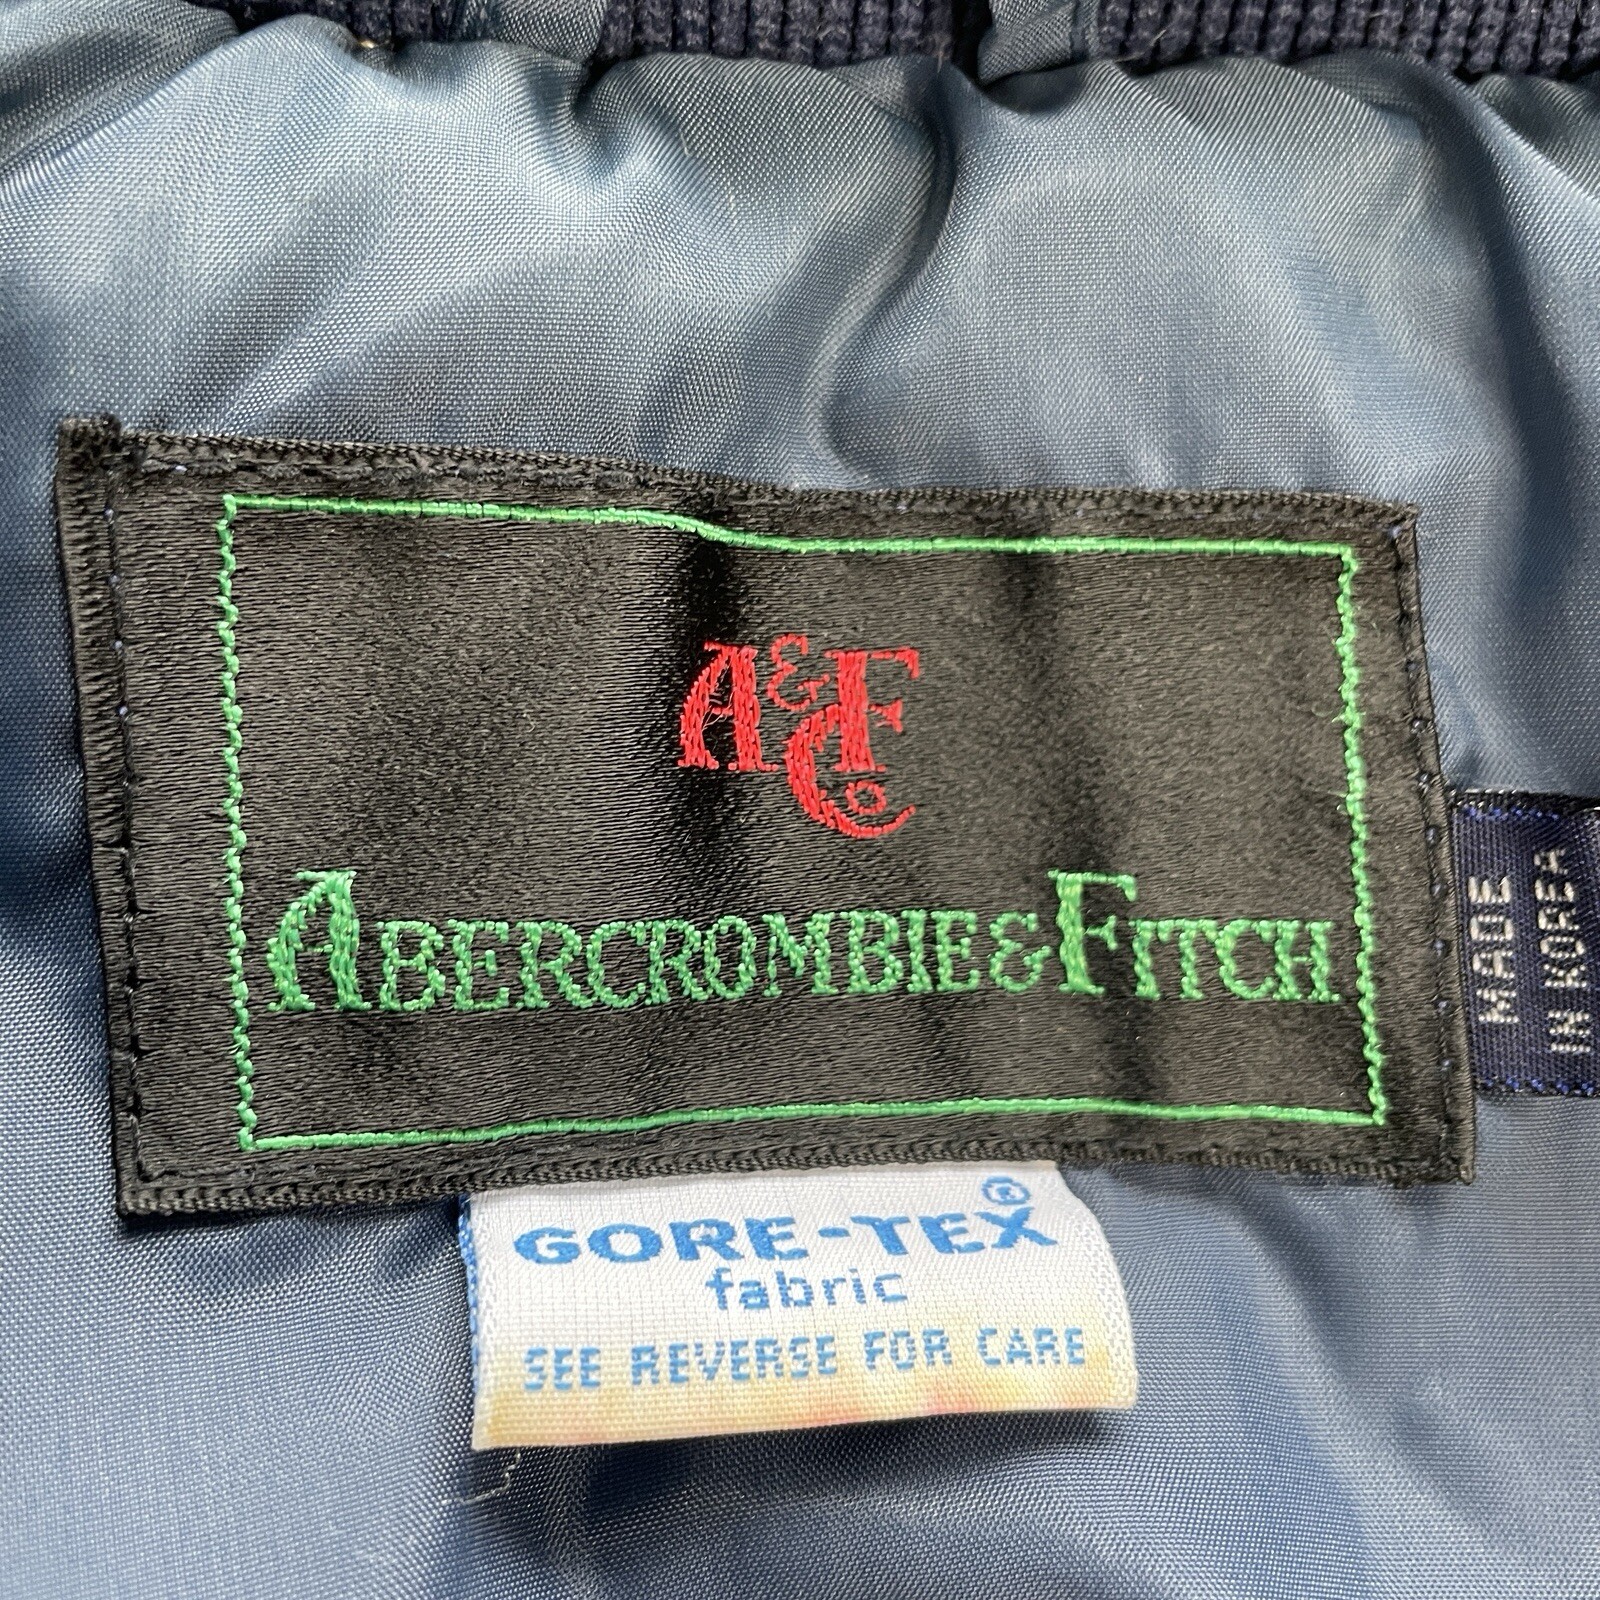 A&F
Co
ABERCROMBIE & FITCH
MADE
IN KOREA
GORE-TEX®
fabric
SEE REVERSE FOR CARE